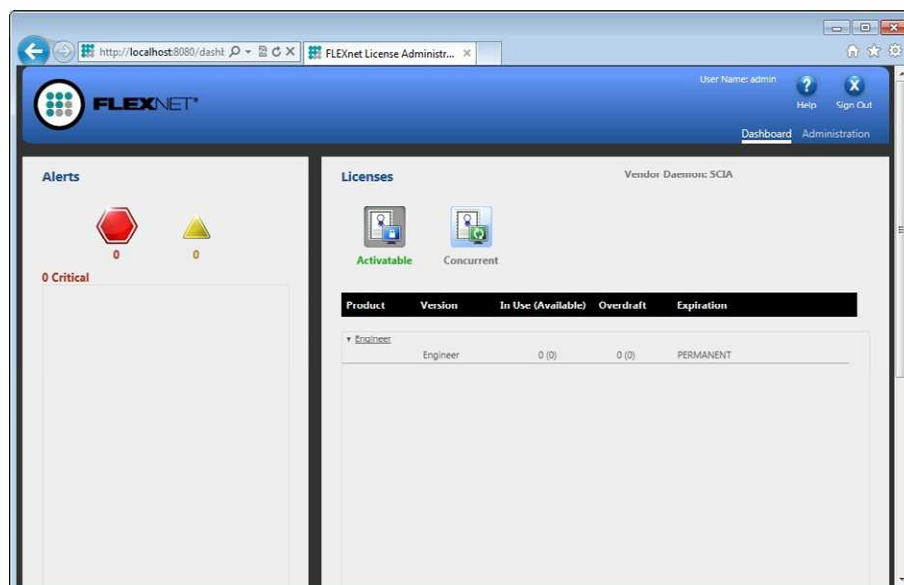 http://localhost:8080/dashb
FLEXnet License Administr...
User Name: admin
FLEXNET
Help
Sign Out
Dashboard
Administration
Alerts
0
0
0 Critical
Licenses
Vendor Daemon: SCIA
Activatable
Concurrent
Product Version In Use (Available) Overdraft Expiration
Engineer
Engineer 0 (0) 0 (0) PERMANENT